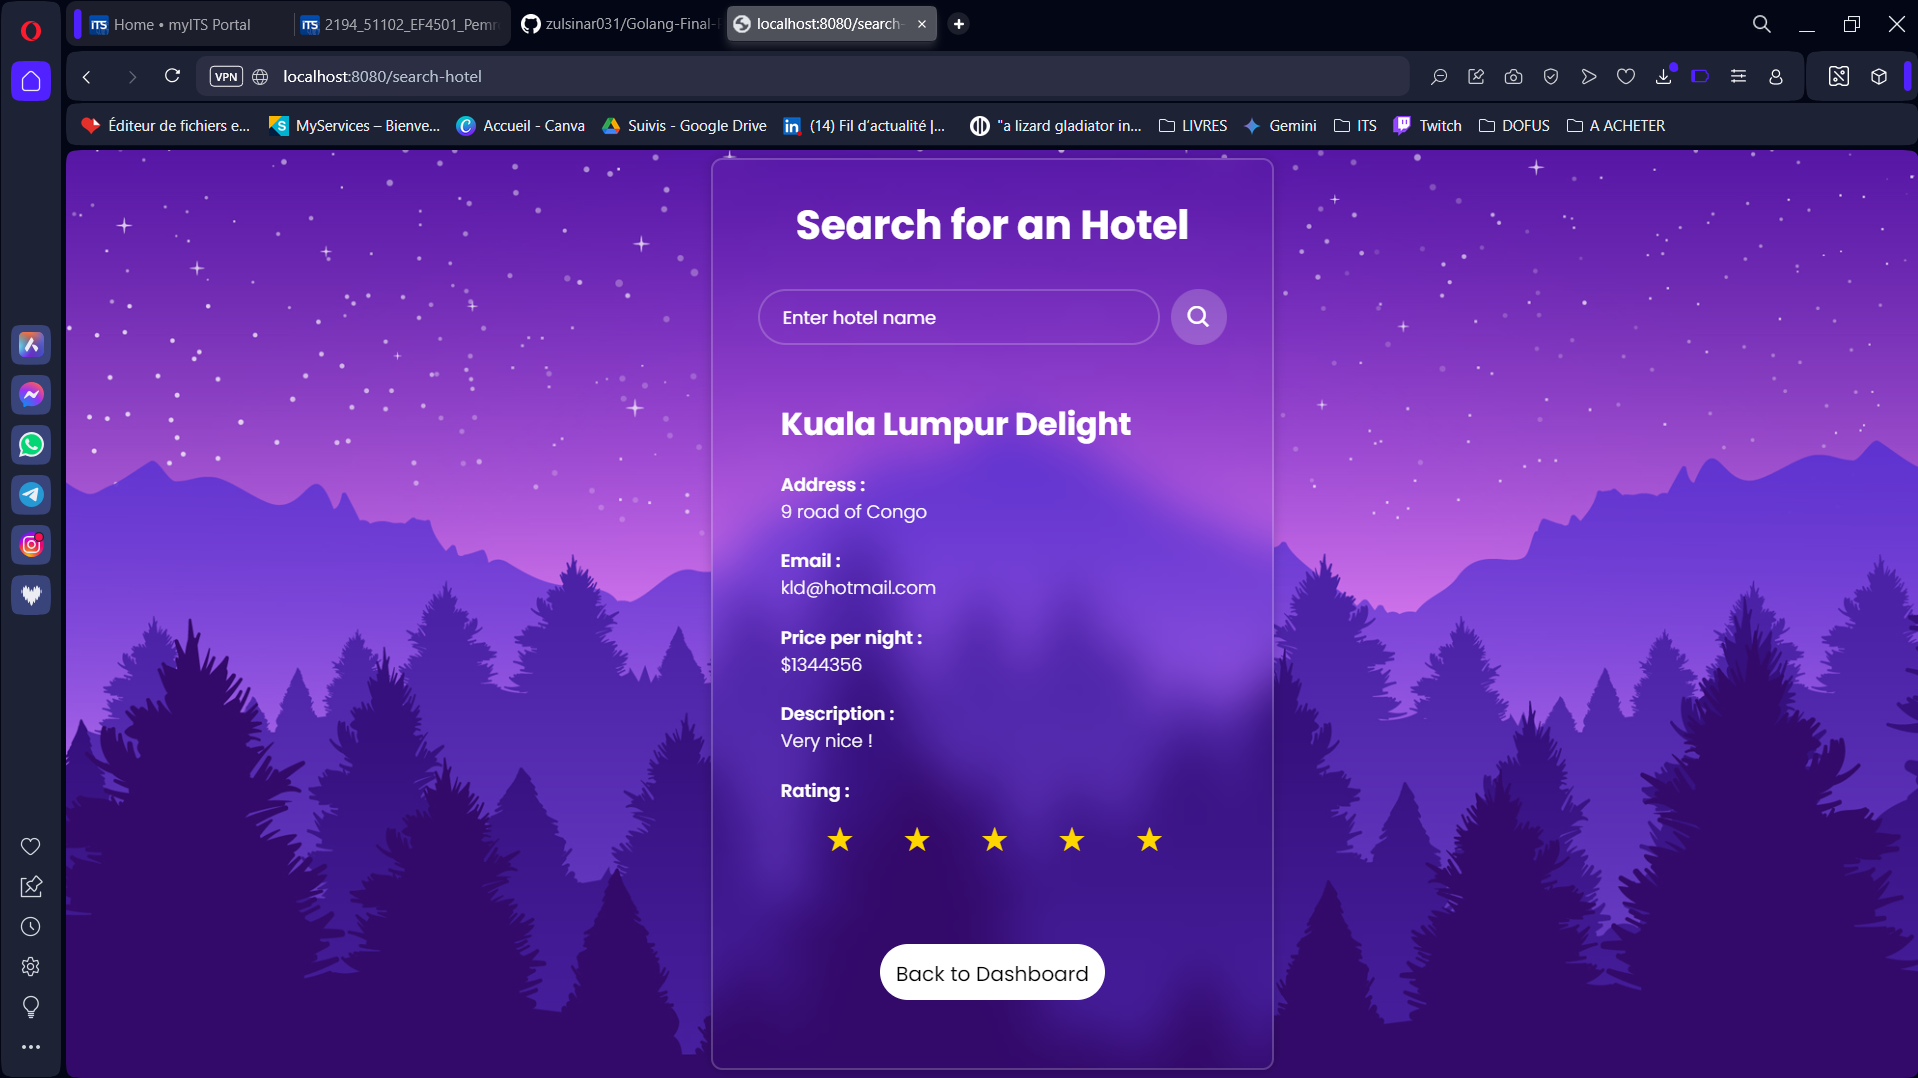 Home • myITS Portal
2194_51102_EF4501_Pem
zulsinar031/Golang-Final-
localhost:8080/search-
VPN
localhost:8080/search-hotel
Éditeur de fichiers e...
MyServices – Bienve...
Accueil - Canva
Suivis - Google Drive
(14) Fil d’actualité |...
"a lizard gladiator in...
LIVRES
Gemini
ITS
Twitch
DOFUS
A ACHETER
Search for an Hotel
Enter hotel name
Kuala Lumpur Delight
Address :
9 road of Congo
Email :
kld@hotmail.com
Price per night :
$1344356
Description :
Very nice !
Rating :
Back to Dashboard